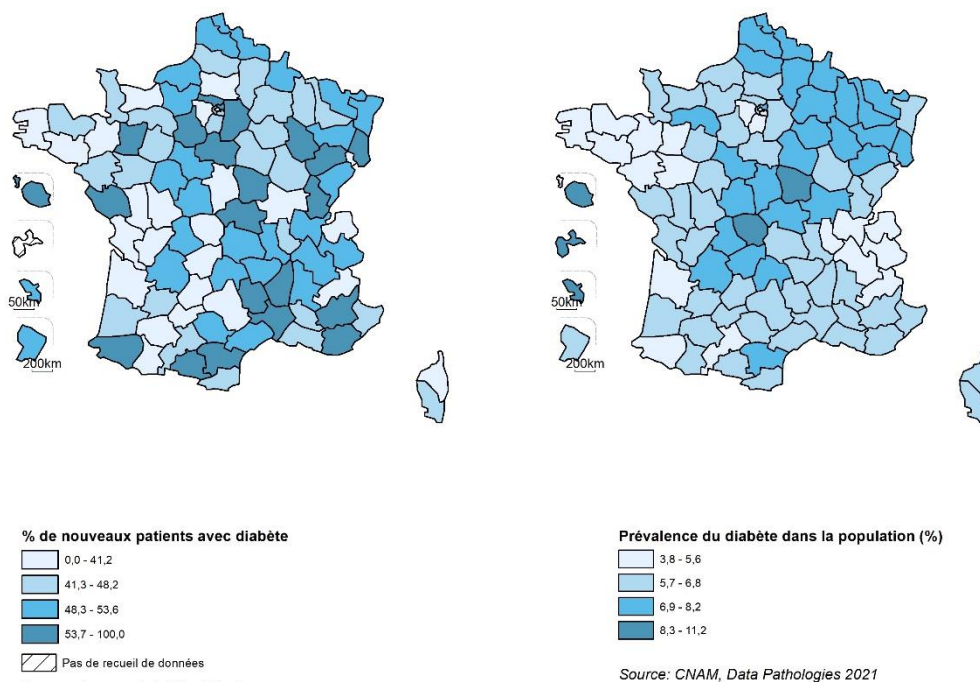 50km
200km
50km
200km
% de nouveaux patients avec diabète
0,0 - 41,2
41,3 - 48,2
48,3 - 53,6
53,7 - 100,0
Pas de recueil de données
Prévalence du diabète dans la population (%)
3,8 - 5,6
5,7 - 6,8
6,9 - 8,2
8,3 - 11,2
Source: CNAM, Data Pathologies 2021